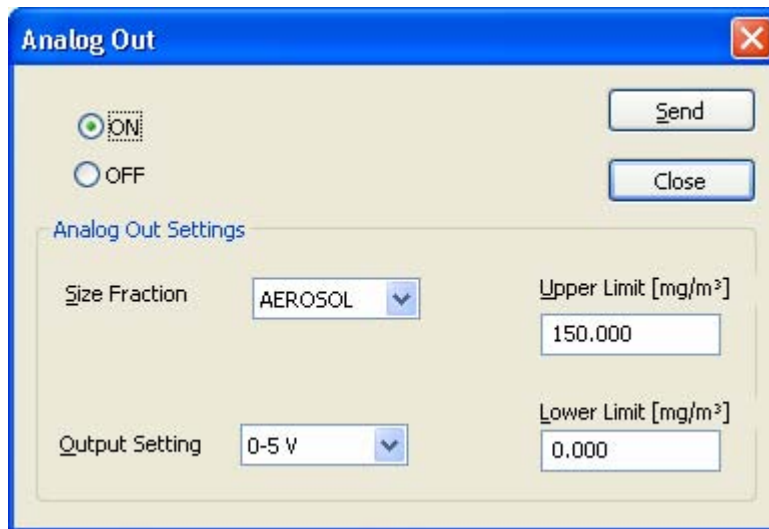 Analog Out
ON
Send
OFF
Close
Analog Out Settings
Size Fraction
AEROSOL
Upper Limit [mg/m³]
150.000
Output Setting
0-5 V
Lower Limit [mg/m³]
0.000